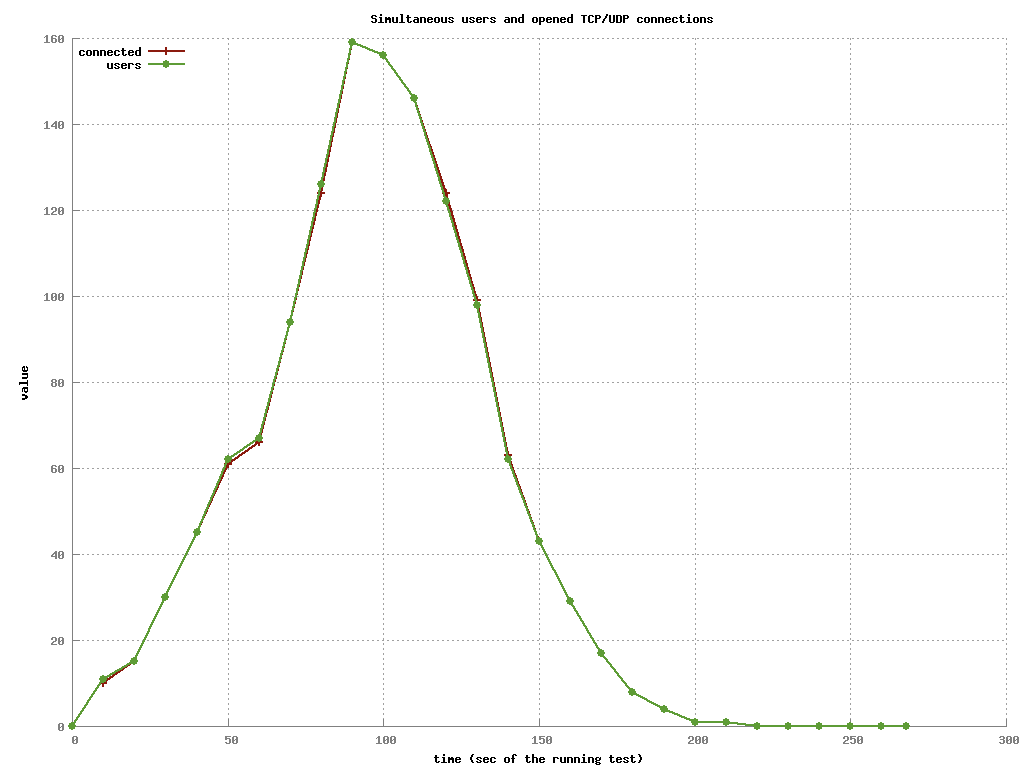 Simultaneous users and opened TCP/UDP connections
160
connected
users
140
120
100
80
value
60
40
20
0
0 50 100 150 200 250 300
time (sec of the running test)